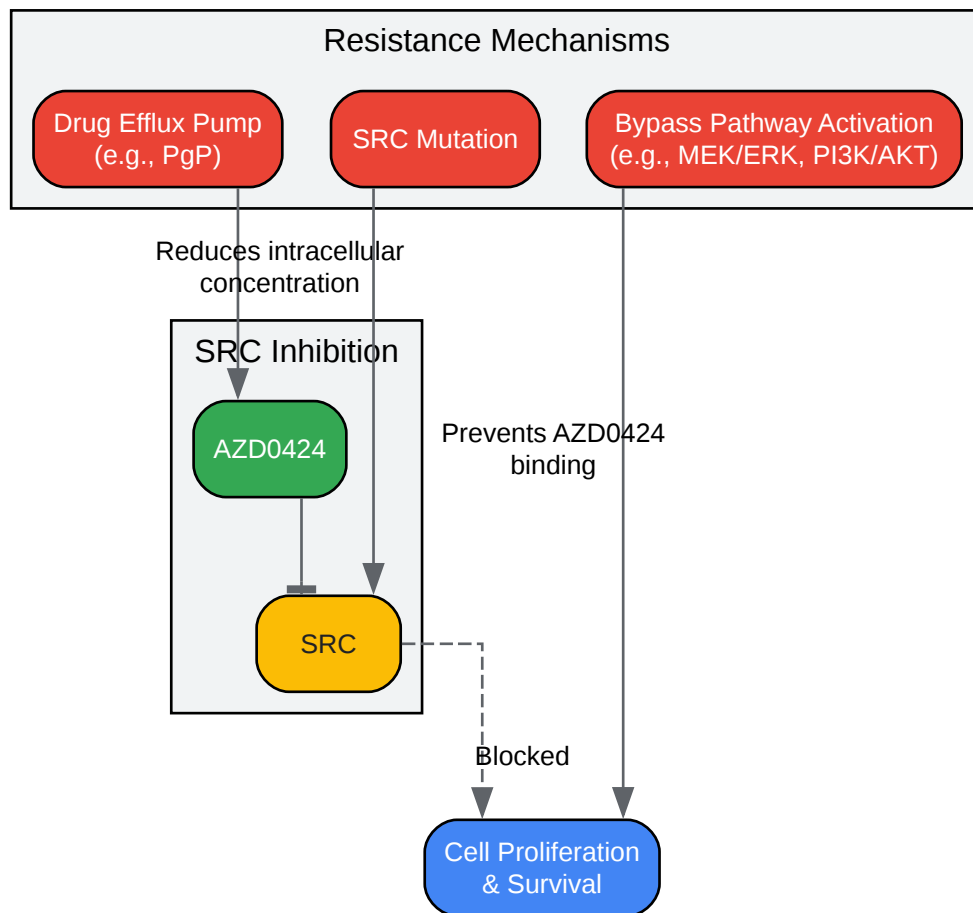 Resistance Mechanisms
Drug Efflux Pump
(e.g., PgP)
SRC Mutation
Bypass Pathway Activation
(e.g., MEK/ERK, PI3K/AKT)
Reduces intracellular
concentration
SRC Inhibition
AZD0424
Prevents AZD0424
binding
SRC
Blocked
Cell Proliferation
& Survival